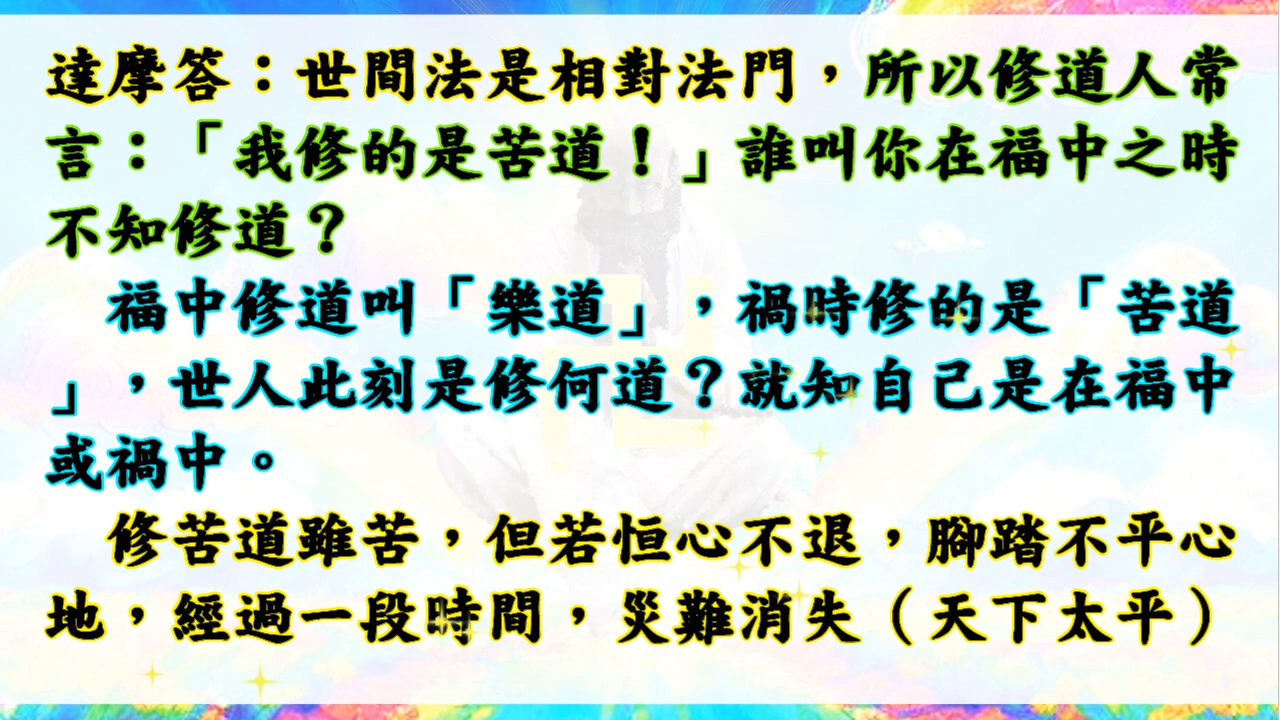 達摩答：世間法是相對法門，所以修道人常
言：「我修的是苦道！」誰叫你在福中之時
不知修道？
　福中修道叫「樂道」，禍時修的是「苦道
」，世人此刻是修何道？就知自己是在福中
或禍中。
　修苦道雖苦，但若恒心不退，腳踏不平心
地，經過一段時間，災難消失（天下太平）